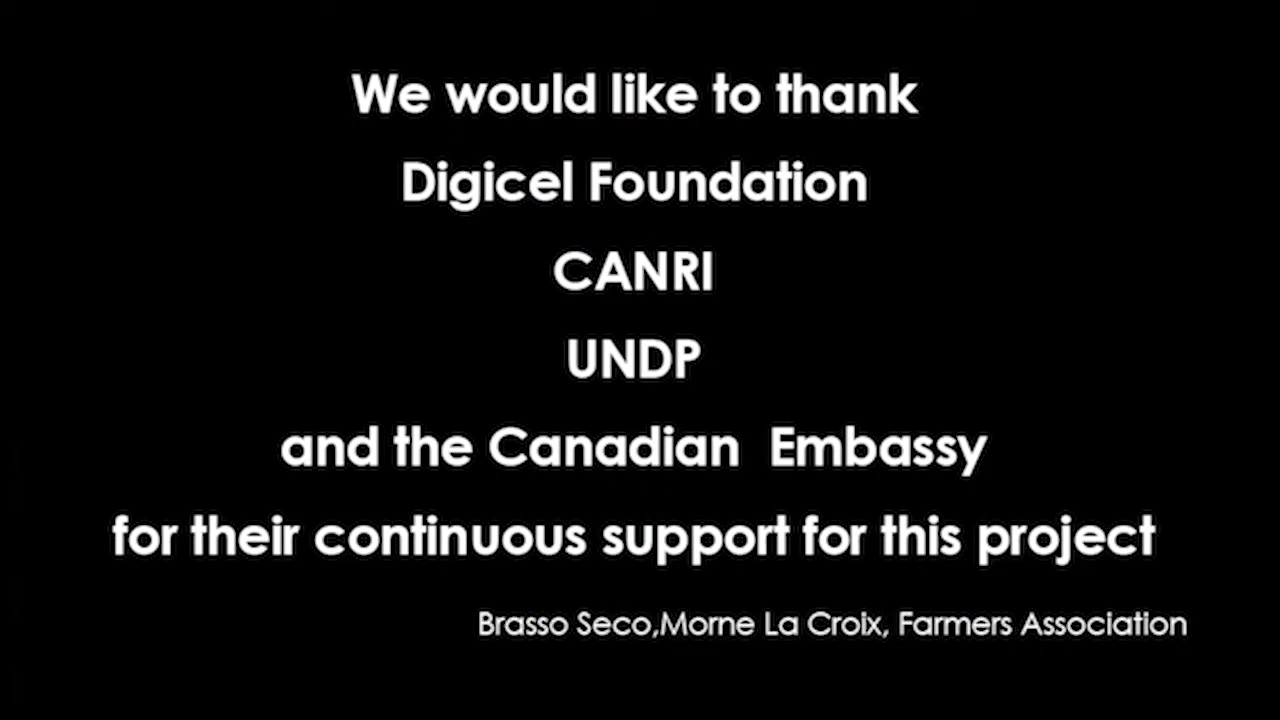 We would like to thank
Digicel Foundation
CANRI
UNDP
and the Canadian  Embassy
for their continuous support for this project
Brasso Seco,Morne La Croix, Farmers Association